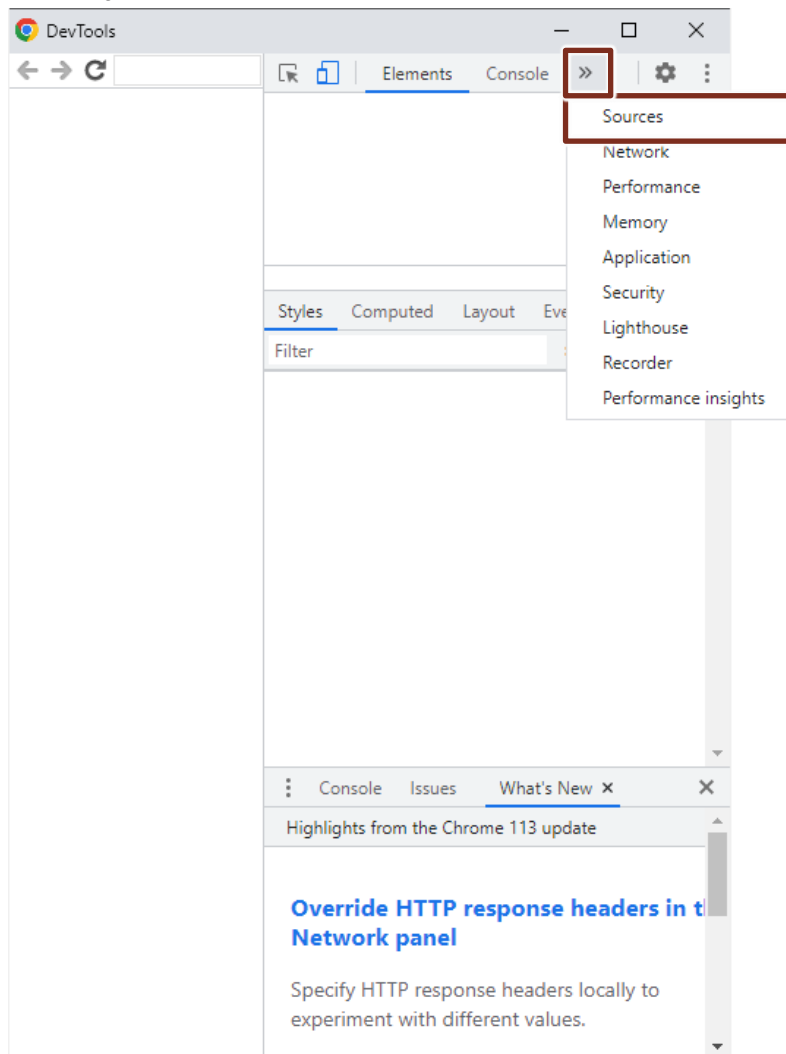 DevTools
Elements Console »
Sources
Network
Performance
Memory
Application
Security
Lighthouse
Recorder
Performance insights
Styles Computed Layout Eve
Filter
Console Issues What's New ×
Highlights from the Chrome 113 update
Override HTTP response headers in t
Network panel
Specify HTTP response headers locally to
experiment with different values.